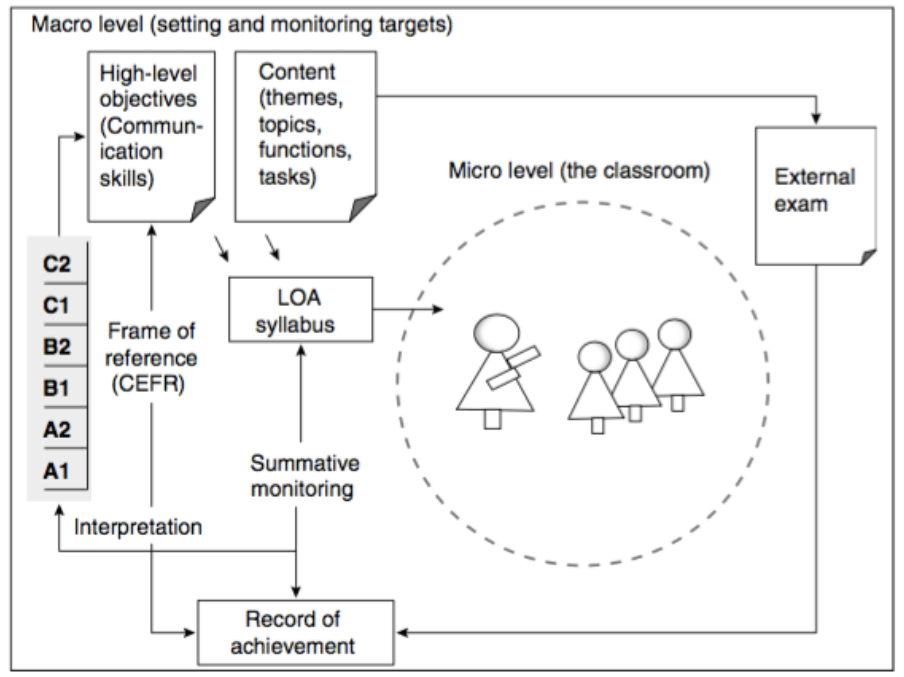 Macro level (setting and monitoring targets)
High-level
objectives
(Commun-
ication
skills)
Content
(themes,
topics,
functions,
tasks)
Micro level (the classroom)
External
exam
C2
C1
B2
B1
A2
A1
Frame of
reference
(CEFR)
LOA
syllabus
Summative
monitoring
Interpretation
Record of
achievement